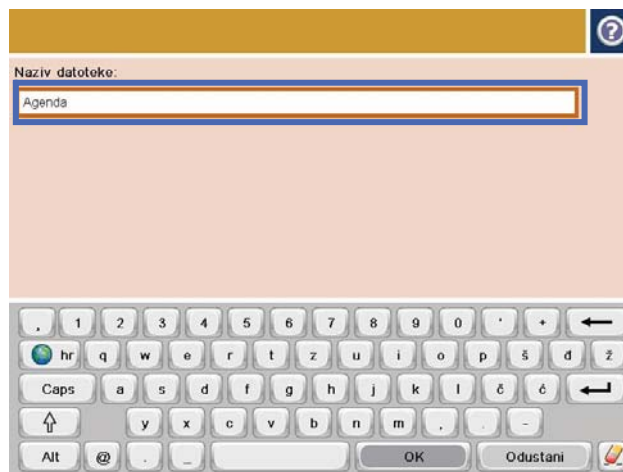 ?
Naziv datoteke:
Agenda
, 1 2 3 4 5 6 7 8 9 0 ' +
hr q w e r t z u i o p š đ ž
Caps a s d f g h j k l č ć
y x c v b n m , . -
Alt @ . _ OK Odustani